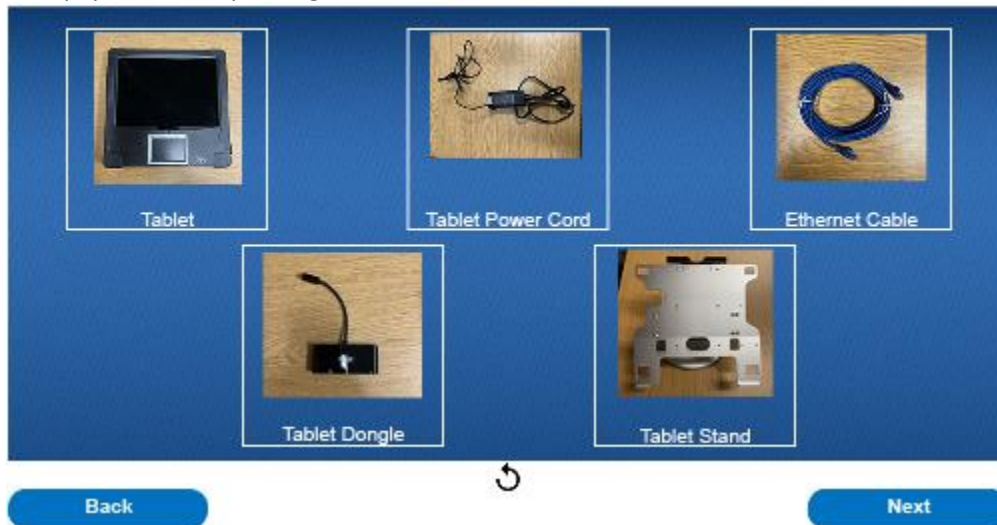 Tablet
Tablet Power Cord
Ethernet Cable
Tablet Dongle
Tablet Stand
Back
Next